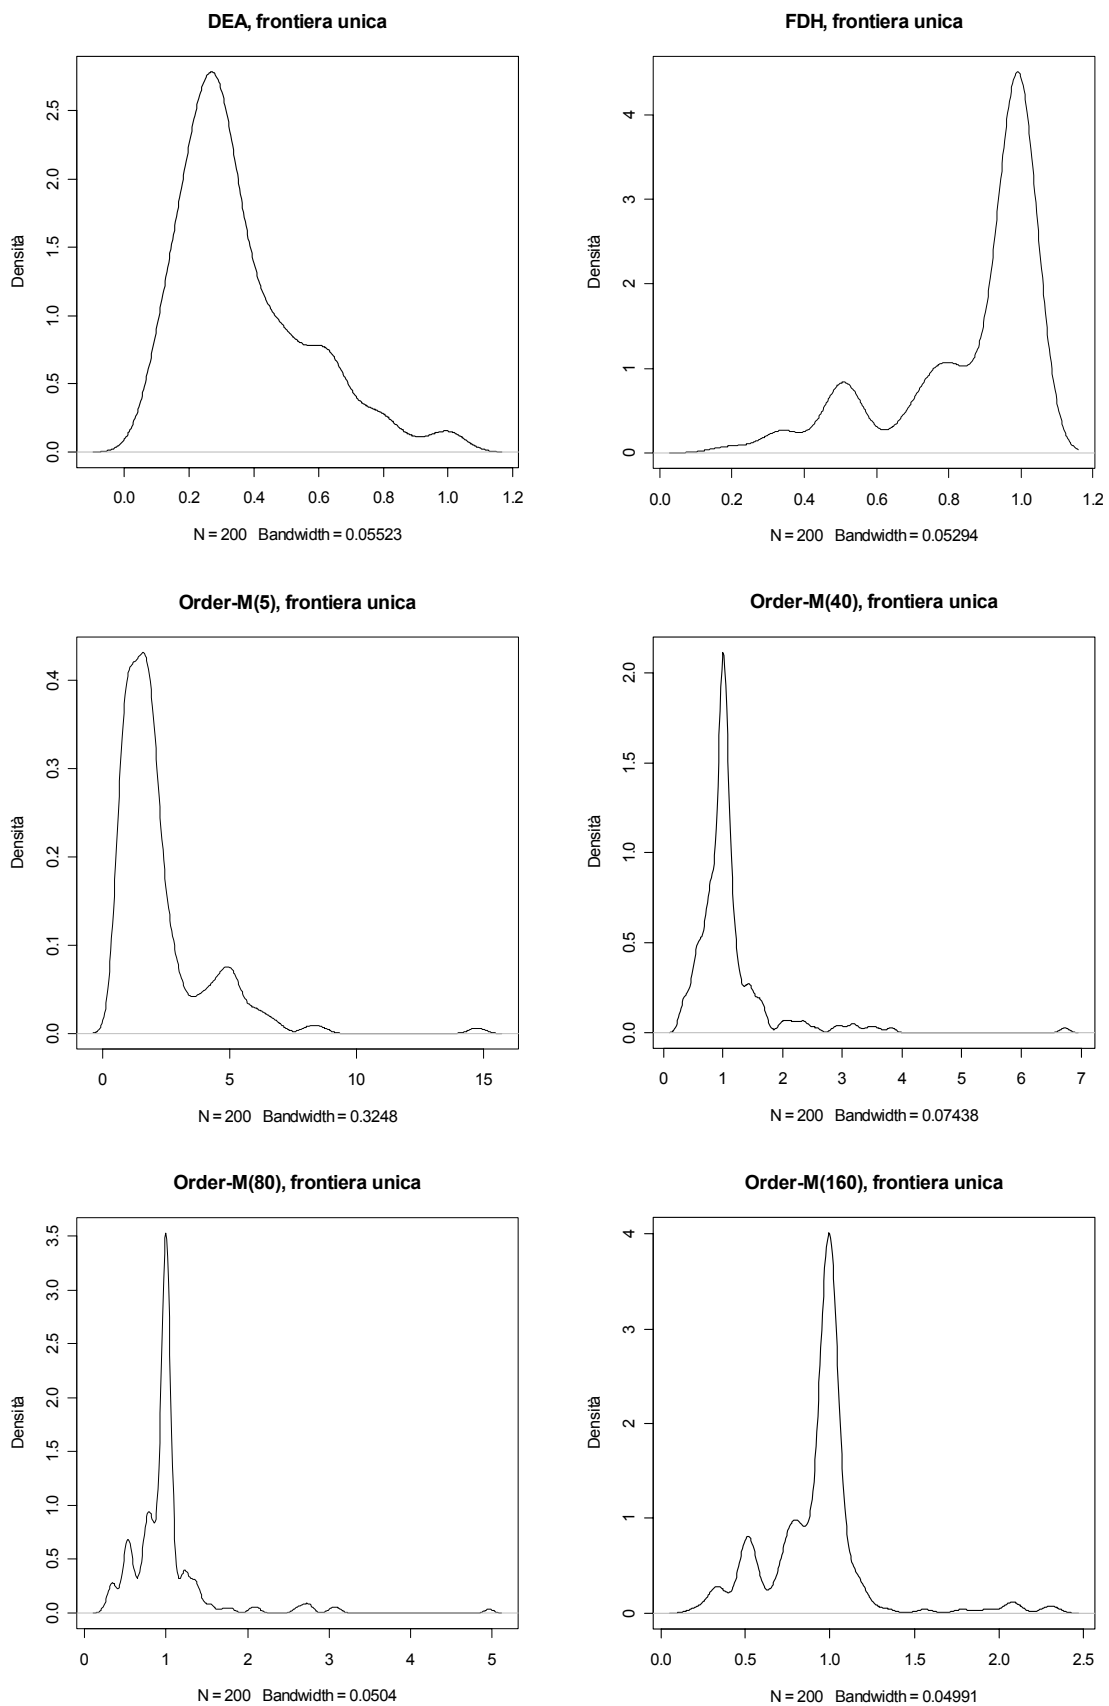 DEA, frontiera unica
Densità
0.0 0.5 1.0 1.5 2.0 2.5
0.0 0.2 0.4 0.6 0.8 1.0 1.2
N = 200 Bandwidth = 0.05523
FDH, frontiera unica
Densità
0 1 2 3 4
0.0 0.2 0.4 0.6 0.8 1.0 1.2
N = 200 Bandwidth = 0.05294
Order-M(5), frontiera unica
Densità
0.0 0.1 0.2 0.3 0.4
0 5 10 15
N = 200 Bandwidth = 0.3248
Order-M(40), frontiera unica
Densità
0.0 0.5 1.0 1.5 2.0
0 1 2 3 4 5 6 7
N = 200 Bandwidth = 0.07438
Order-M(80), frontiera unica
Densità
0.0 0.5 1.0 1.5 2.0 2.5 3.0 3.5
0 1 2 3 4 5
N = 200 Bandwidth = 0.0504
Order-M(160), frontiera unica
Densità
0 1 2 3 4
0.0 0.5 1.0 1.5 2.0 2.5
N = 200 Bandwidth = 0.04991